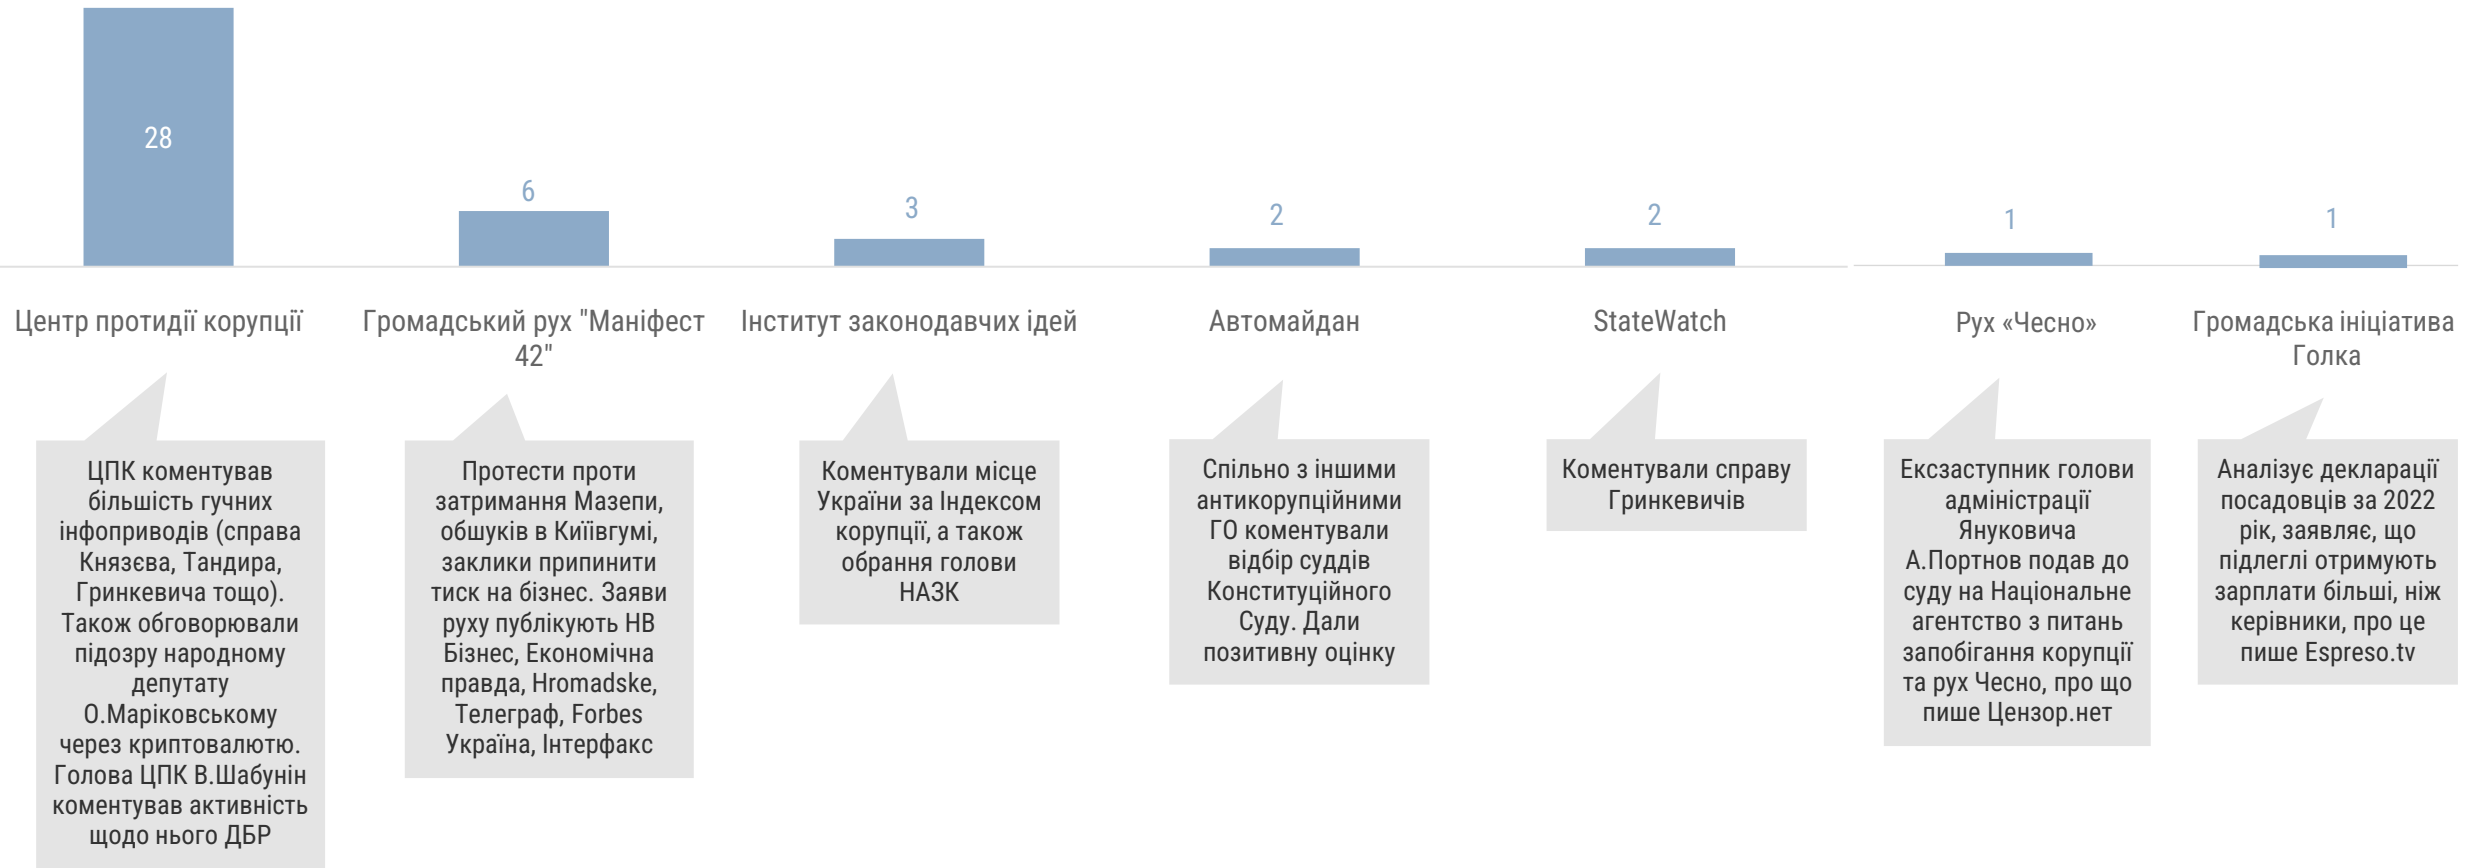 28
6
3
2
2
1
1
Центр протидії корупції
Громадський рух "Маніфест
42"
Інститут законодавчих ідей
Автомайдан
StateWatch
Рух «Чесно»
Громадська ініціатива
Голка
ЦПК коментував
більшість гучних
інфоприводів (справа
Князєва, Тандира,
Гринкевича тощо).
Також обговорювали
підозру народному
депутату
О.Маріковському
через криптовалютю.
Голова ЦПК В.Шабунін
коментував активність
щодо нього ДБР
Протести проти
затримання Мазепи,
обшуків в Київгумі,
заклики припинити
тиск на бізнес. Заяви
руху публікують НВ
Бізнес, Економічна
правда, Hromadske,
Телеграф, Forbes
Україна, Інтерфакс
Коментували місце
України за Індексом
корупції, а також
обрання голови
НАЗК
Спільно з іншими
антикорупційними
ГО коментували
відбір суддів
Конституційного
Суду. Дали
позитивну оцінку
Коментували справу
Гринкевичів
Ексзаступник голови
адміністрації
Януковича
А.Портнов подав до
суду на Національне
агентство з питань
запобігання корупції
та рух Чесно, про що
пише Цензор.нет
Аналізує декларації
посадовців за 2022
рік, заявляє, що
підлеглі отримують
зарплати більші, ніж
керівники, про це
пише Espreso.tv